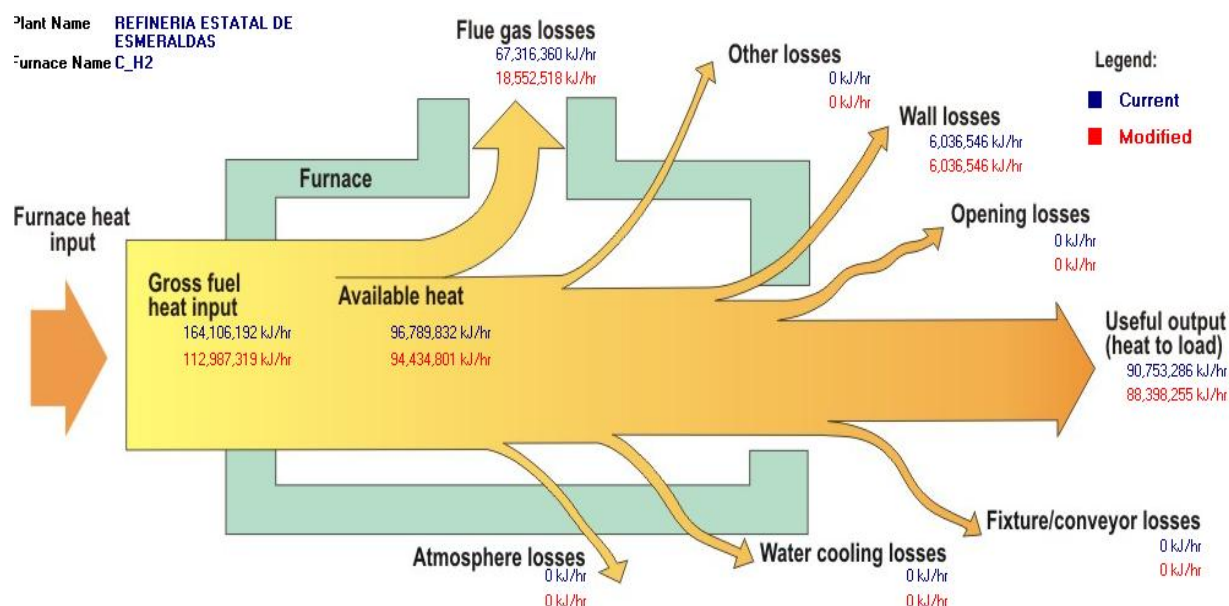 Plant Name REFINERIA ESTATAL DE
ESMERALDAS
Furnace Name C_H2
Flue gas losses
67,316,360 kJ/hr
18,552,518 kJ/hr
Other losses
0 kJ/hr
0 kJ/hr
Legend:
Current
Modified
Wall losses
6,036,546 kJ/hr
6,036,546 kJ/hr
Furnace
Furnace heat
input
Opening losses
0 kJ/hr
0 kJ/hr
Gross fuel
heat input
164,106,192 kJ/hr
112,987,319 kJ/hr
Available heat
96,789,832 kJ/hr
94,434,801 kJ/hr
Useful output
(heat to load)
90,753,286 kJ/hr
88,398,255 kJ/hr
Fixture/conveyor losses
0 kJ/hr
0 kJ/hr
Atmosphere losses
0 kJ/hr
0 kJ/hr
Water cooling losses
0 kJ/hr
0 kJ/hr